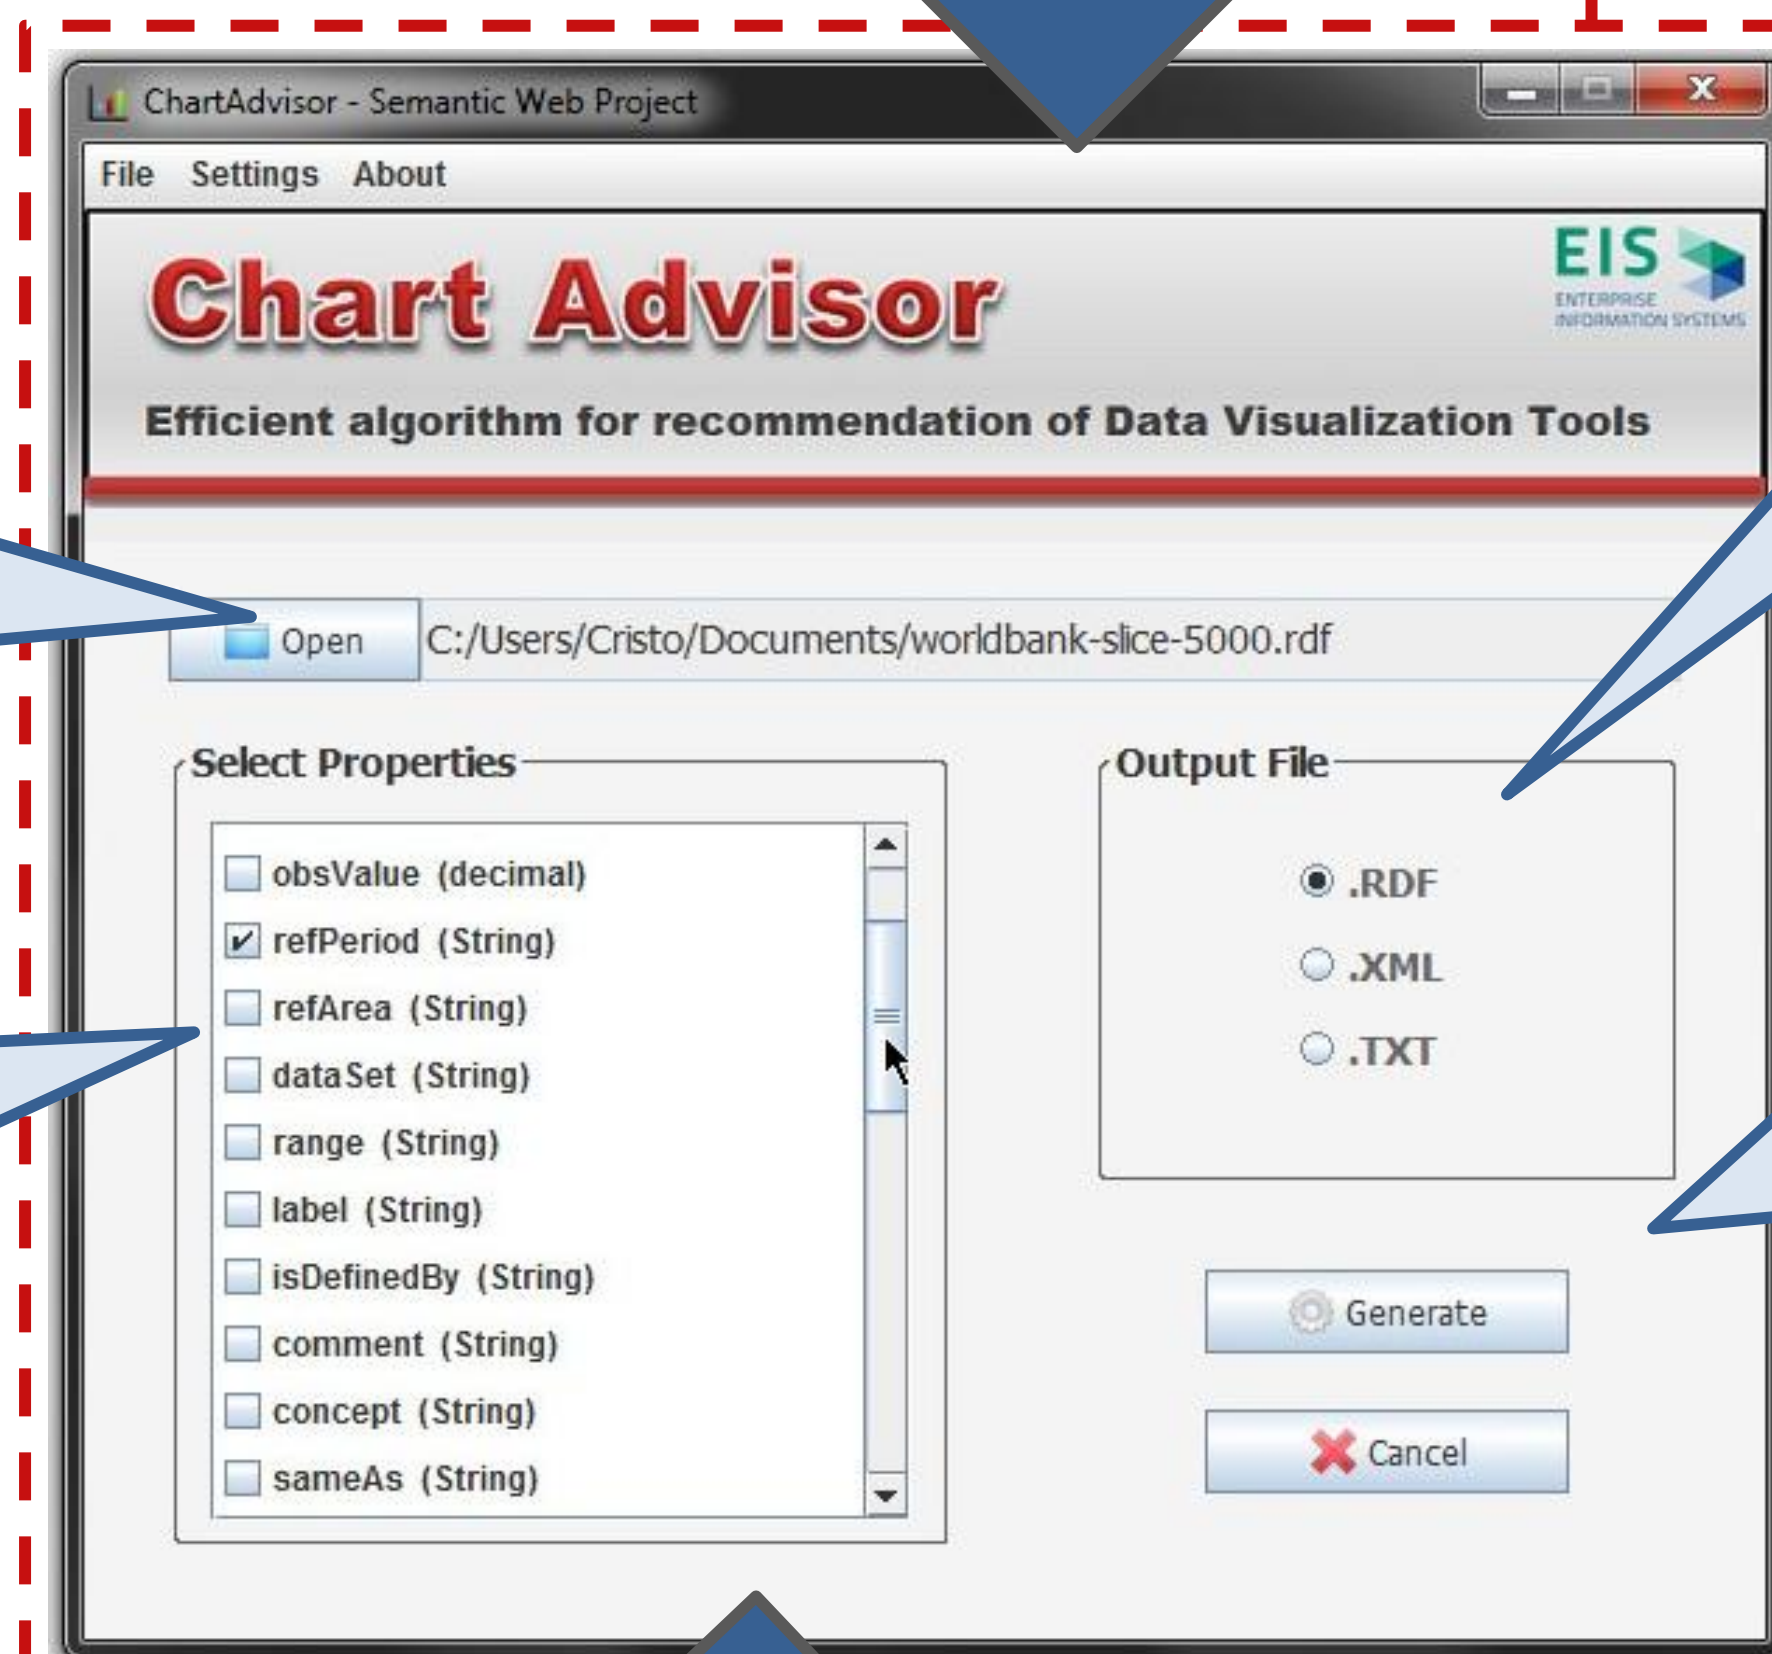 ChartAdvisor - Semantic Web Project
File Settings About
Chart Advisor
EIS
ENTERPRISE
INFORMATION SYSTEMS
Efficient algorithm for recommendation of Data Visualization Tools
Open C:/Users/Cristo/Documents/worldbank-slice-5000.rdf
Select Properties
obsValue (decimal)
refPeriod (String)
refArea (String)
dataSet (String)
range (String)
label (String)
isDefinedBy (String)
comment (String)
concept (String)
sameAs (String)
Output File
.RDF
.XML
.TXT
Generate
Cancel